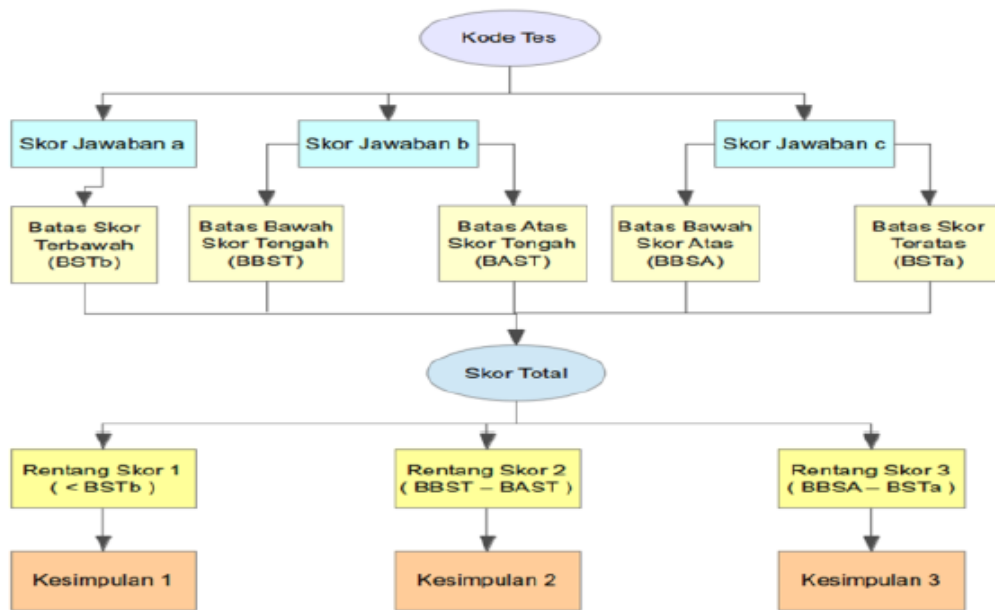 Kode Tes
Skor Jawaban a
Skor Jawaban b
Skor Jawaban c
Batas Skor
Terbawah
(BSTb)
Batas Bawah
Skor Tengah
(BBST)
Batas Atas
Skor Tengah
(BAST)
Batas Bawah
Skor Atas
(BBSA)
Batas Skor
Teratas
(BSTa)
Skor Total
Rentang Skor 1
( < BSTb )
Rentang Skor 2
( BBST – BAST )
Rentang Skor 3
( BBSA – BSTa )
Kesimpulan 1
Kesimpulan 2
Kesimpulan 3